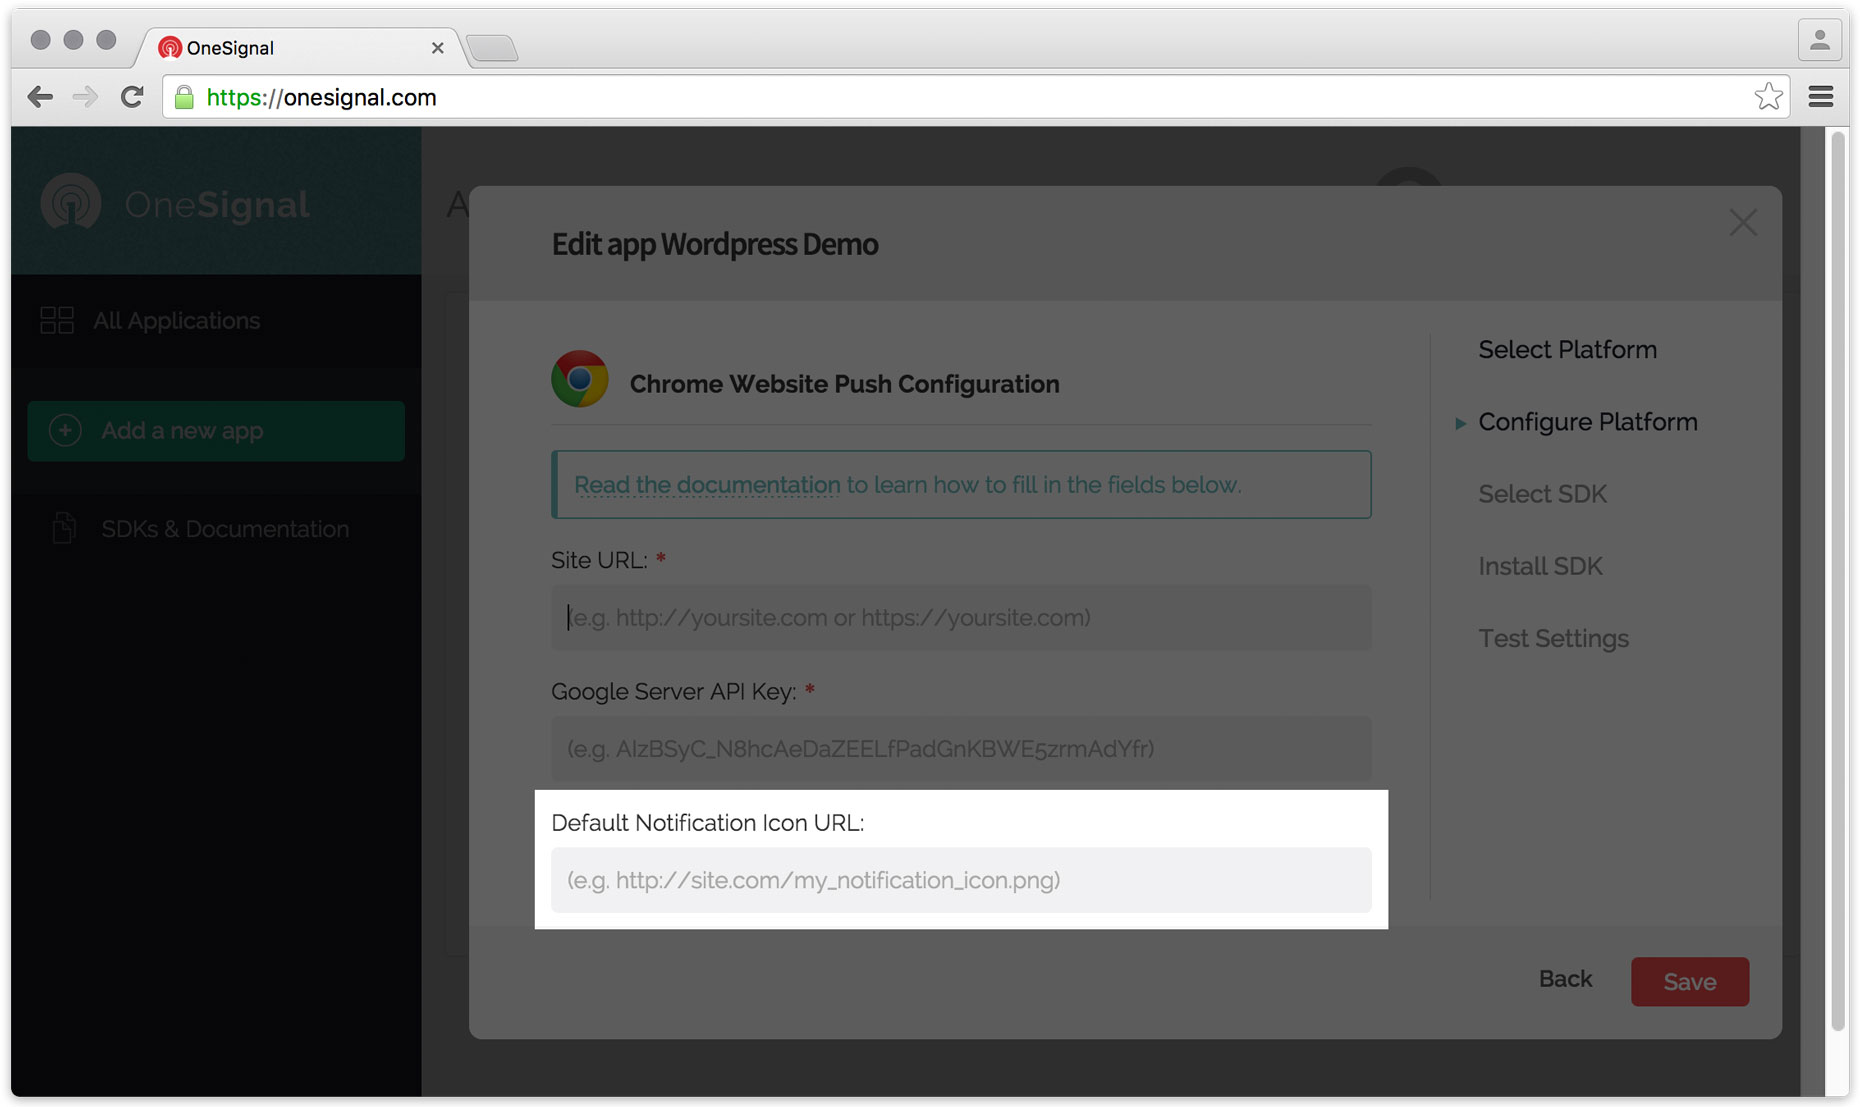 OneSignal
https://onesignal.com
OneSignal
A
All Applications
Add a new app
SDKs & Documentation
Edit app Wordpress Demo
Chrome Website Push Configuration
Read the documentation to learn how to fill in the fields below.
Site URL: *
(e.g. http://yoursite.com or https://yoursite.com)
Google Server API Key: *
(e.g. AIzBSyC_N8hcAeDaZEELfPadGnKBWE5zrmAdYfr)
Default Notification Icon URL:
(e.g. http://site.com/my_notification_icon.png)
Select Platform
Configure Platform
Select SDK
Install SDK
Test Settings
Back
Save